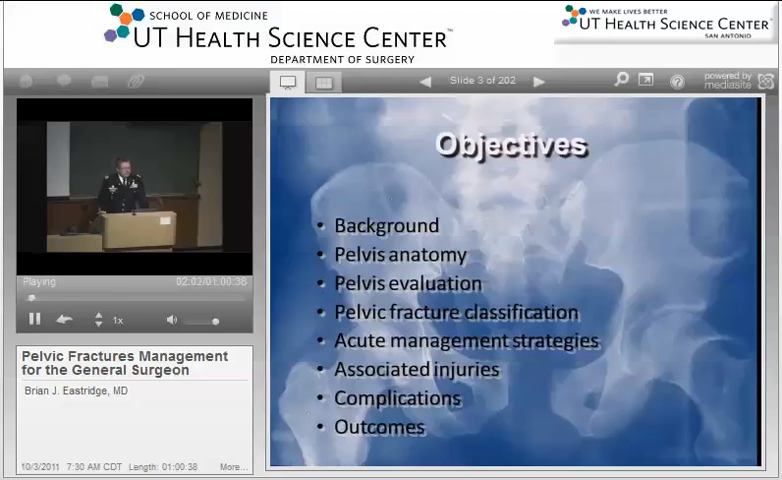 SCHOOL OF MEDICINE
UT HEALTH SCIENCE CENTER™
DEPARTMENT OF SURGERY
WE MAKE LIVES BETTER
UT HEALTH SCIENCE CENTER™
SAN ANTONIO
Slide 3 of 202
powered by
mediasite
Objectives
• Background
• Pelvis anatomy
• Pelvis evaluation
• Pelvic fracture classification
• Acute management strategies
• Associated injuries
• Complications
• Outcomes
Playing 02:02/01:00:38
1x
Pelvic Fractures Management
for the General Surgeon
Brian J. Eastridge, MD
10/3/2011 7:30 AM CDT Length: 01:00:38 More...